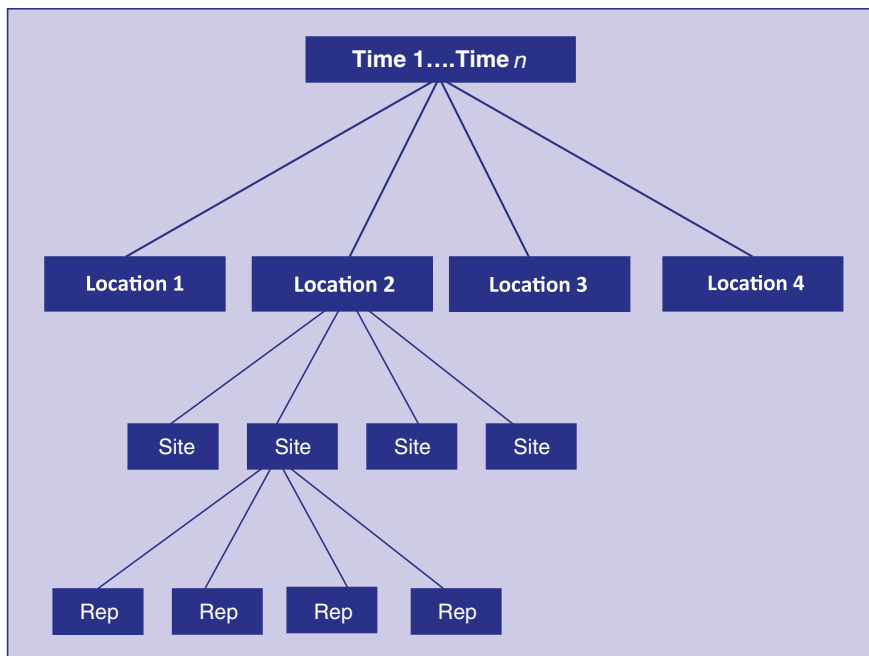 Time 1....Time n
Location 1
Location 2
Location 3
Location 4
Site
Site
Site
Site
Rep
Rep
Rep
Rep